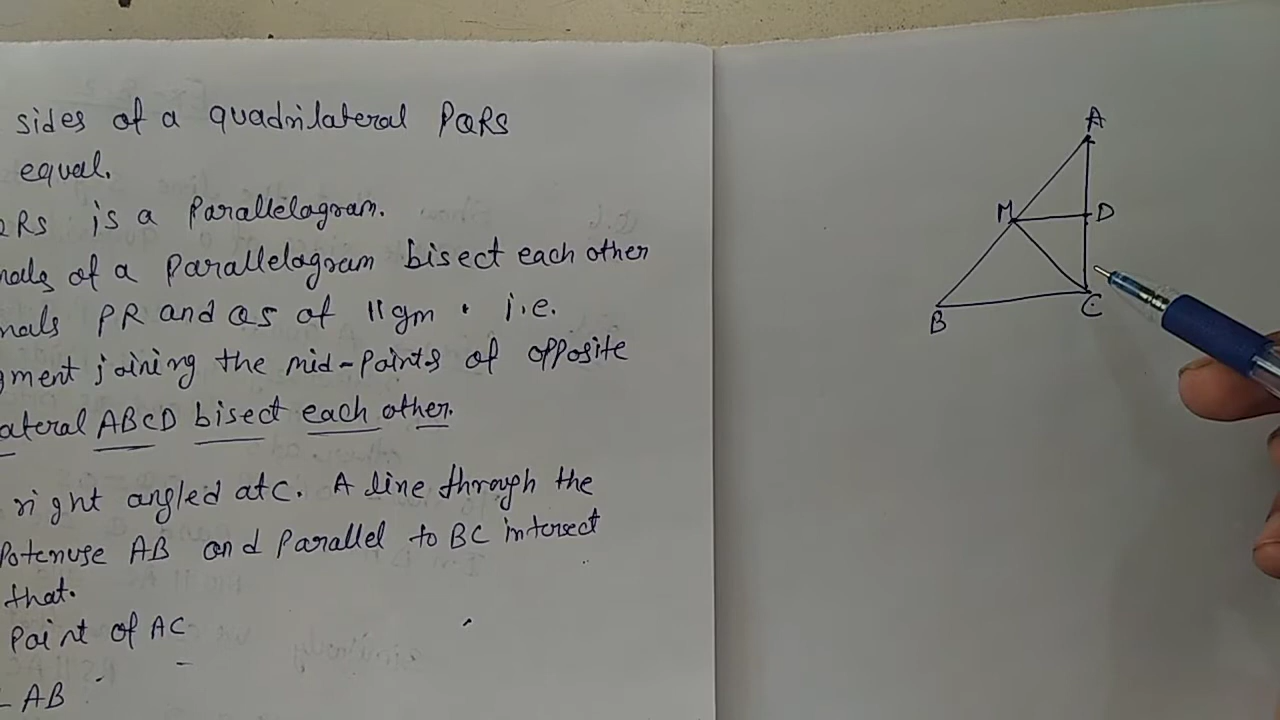 sides of a quadrilateral PQRS
equal.
QRS is a Parallelogram.
nals of a Parallelogram bisect each other
nals PR and QS of 11gm . i.e.
gment joining the mid-Points of opposite
ateral ABCD bisect each other.
right angled at C. A line through the
Potenuse AB and Parallel to BC intersect
that.
Point of AC
AB
A
M
D
B
C